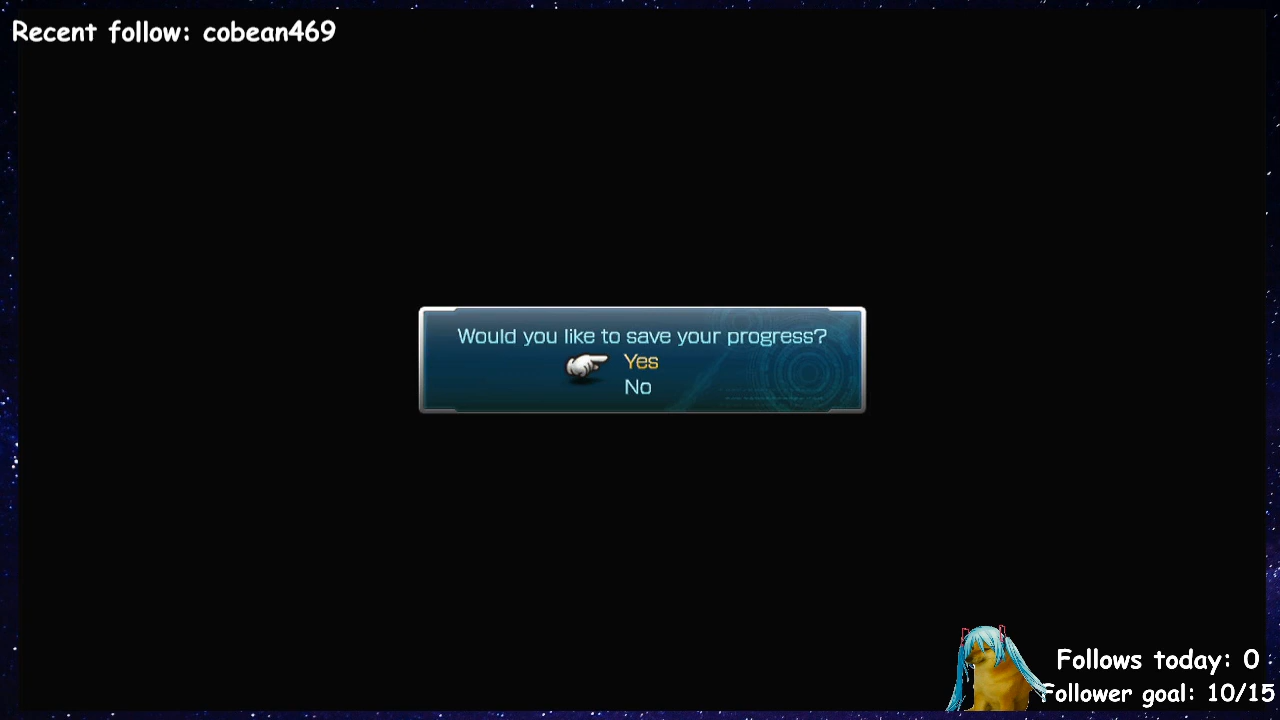 Recent follow: cobean469
Would you like to save your progress?
Yes
No
Follows today: 0
Follower goal: 10/15